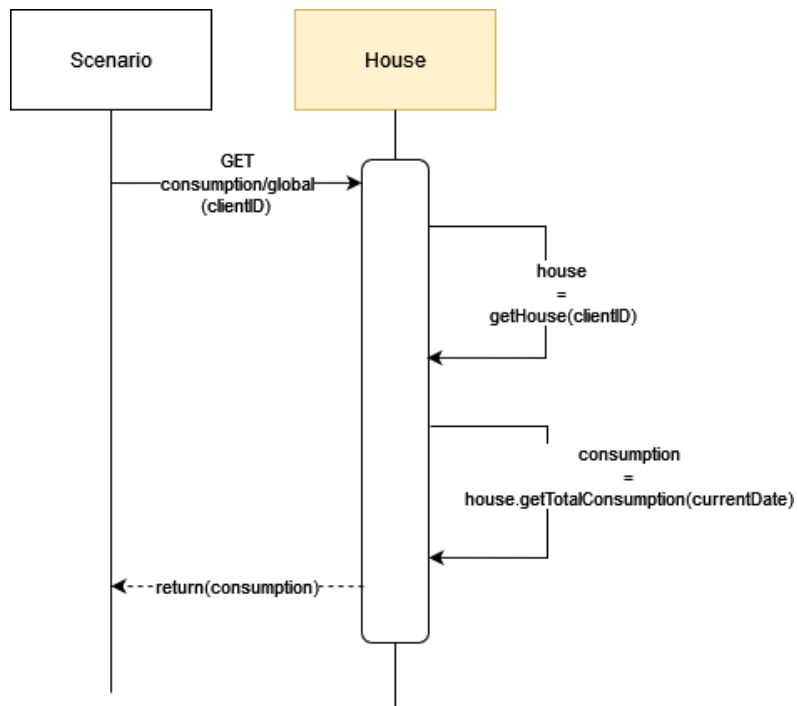 Scenario
House
GET
consumption/global
(clientID)
house
=
getHouse(clientID)
consumption
=
house.getTotalConsumption(currentDate)
return(consumption)